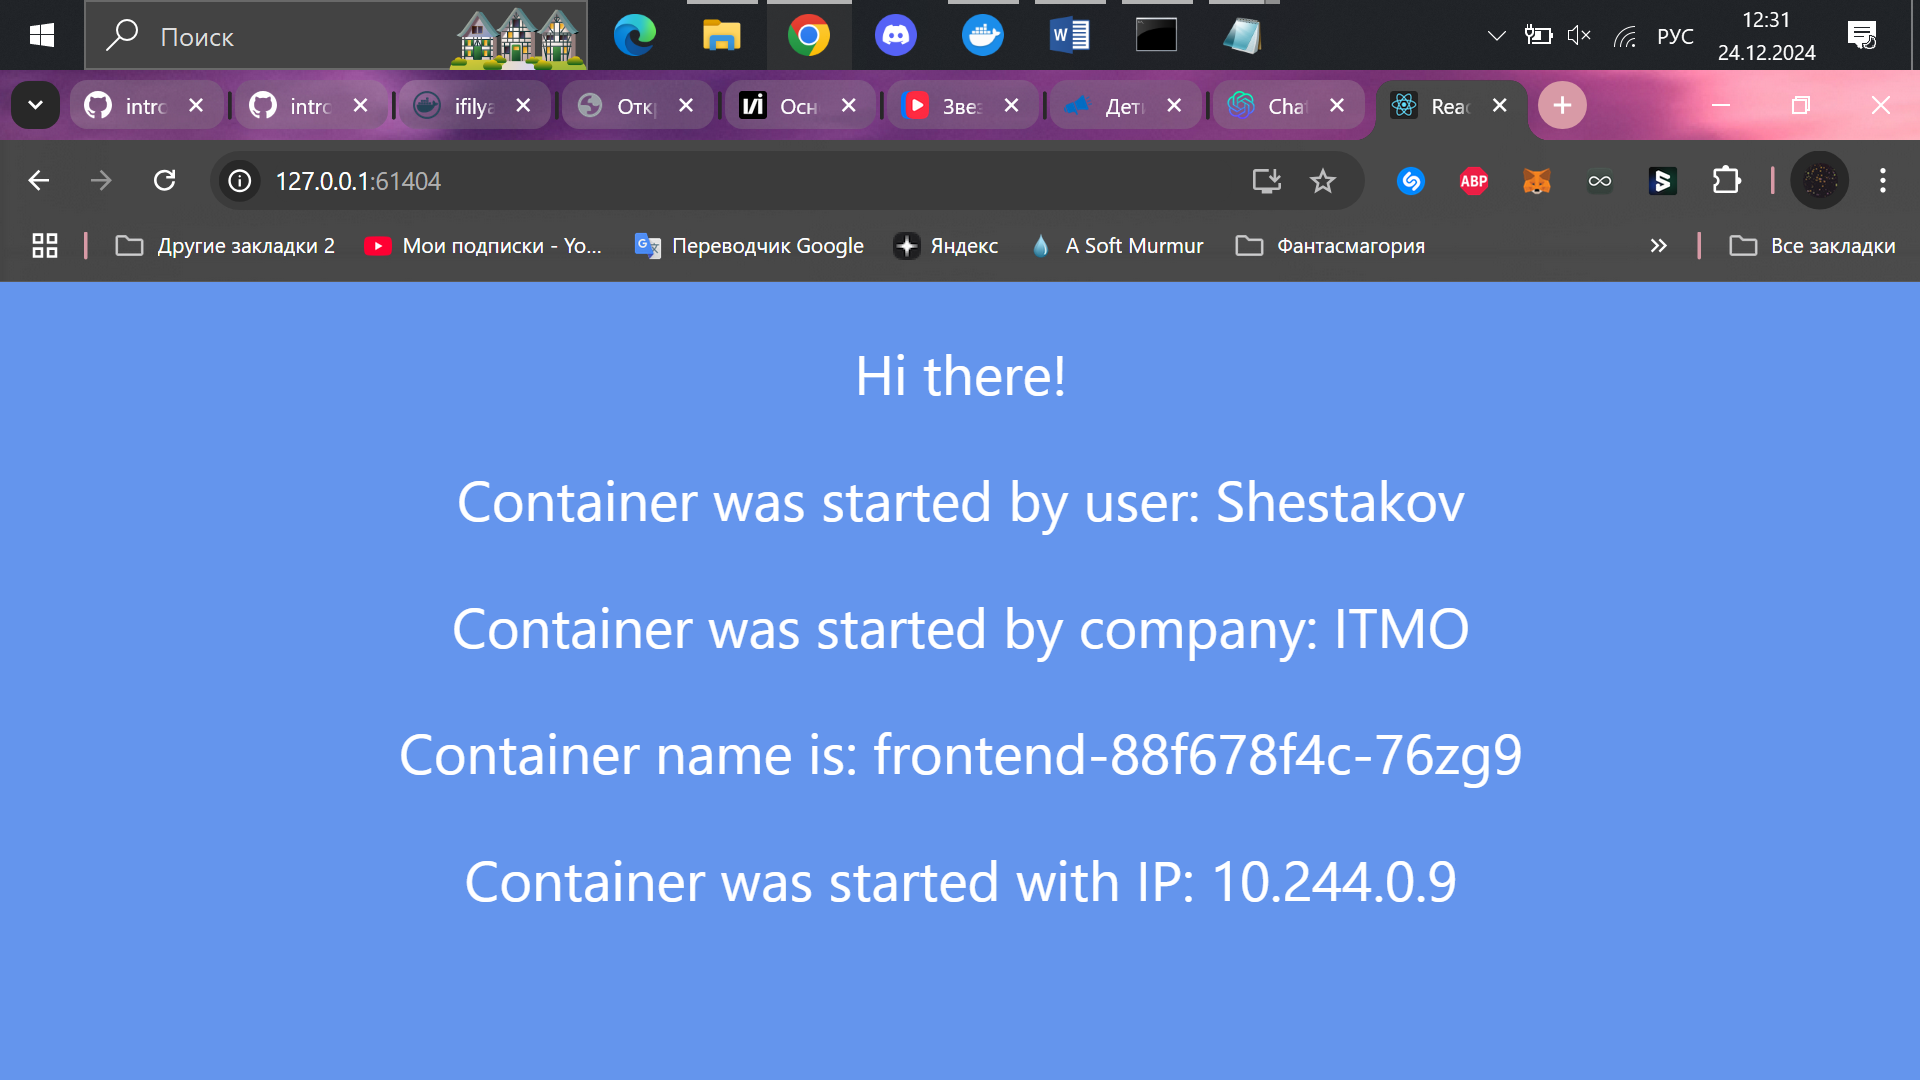 Поиск
РУС
12:31
24.12.2024
intro
intro
ifilya
Отк
Осн
Звез
Дети
Chat
Reac
127.0.0.1:61404
ABP
Другие закладки 2
Мои подписки - Yo...
Переводчик Google
Яндекс
A Soft Murmur
Фантасмагория
Все закладки
Hi there!
Container was started by user: Shestakov
Container was started by company: ITMO
Container name is: frontend-88f678f4c-76zg9
Container was started with IP: 10.244.0.9